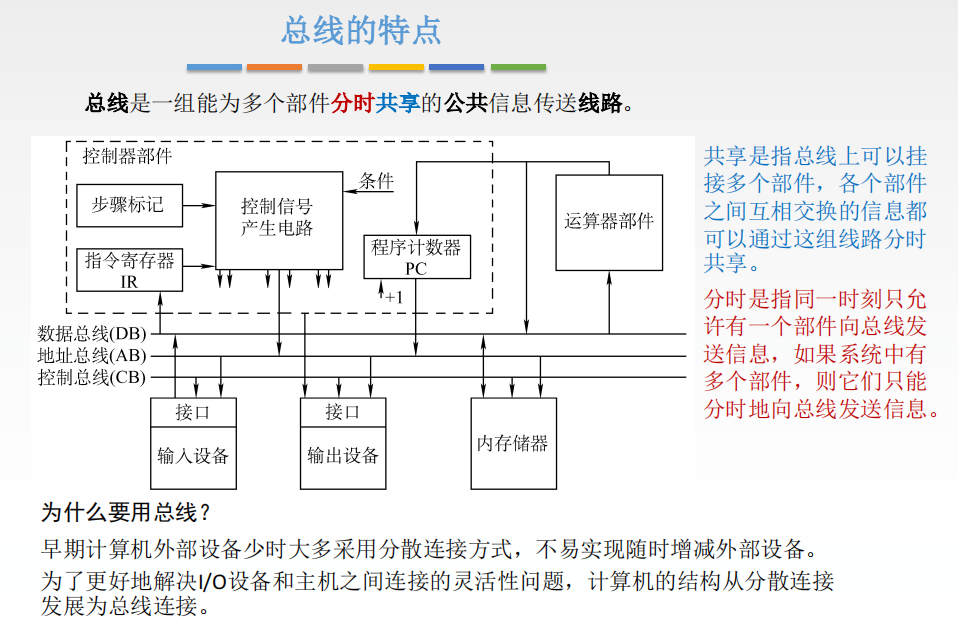 总线的特点
总线是一组能为多个部件分时共享的公共信息传送线路。
控制器部件
步骤标记
控制信号
产生电路
条件
运算器部件
指令寄存器
IR
程序计数器
PC
+1
数据总线(DB)
地址总线(AB)
控制总线(CB)
接口
输入设备
接口
输出设备
内存储器
共享是指总线上可以挂
接多个部件，各个部件
之间互相交换的信息都
可以通过这组线路分时
共享。
分时是指同一时刻只允
许有一个部件向总线发
送信息，如果系统中有
多个部件，则它们只能
分时地向总线发送信息。
为什么要用总线？
早期计算机外部设备少时大多采用分散连接方式，不易实现随时增减外部设备。
为了更好地解决I/O设备和主机之间连接的灵活性问题，计算机的结构从分散连接
发展为总线连接。